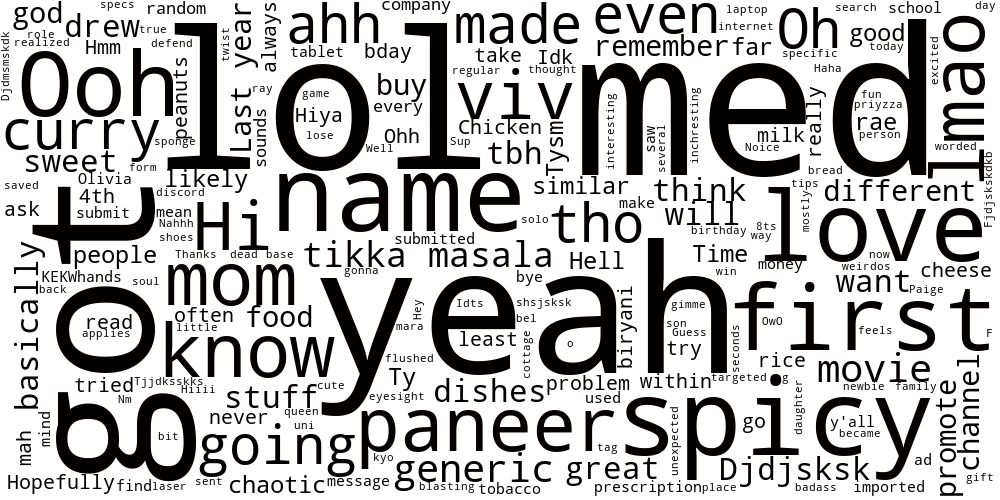 god
specs
role
realized
drew
true
random
Hmm
defend
twist
Last
year
always
ahh
company
tablet
bday
made
take
Idk
regular
thought
even
remember
far
laptop
internet
Oh
specific
Haha
search
school
good
today
day
excited
lmao
Djdmsmskdk
Ooh
lol
game
Hiya
lose
ray
sounds
peanuts
sponge
curry
sweet
form
buy
every
Ohh
Well
Sup
viv
Chicken
tbh
Tysm
med
interesting
saw
several
inchresting
milk
Noice
really
bread
fun
priyzza
rae
person
worded
Fjdjskskdkb
saved
Olivia
4th
submit
likely
discord
ask
mean
Nahhh
shoes
Hi
name
similar
solo
make
think
tips
different
mostly
got
people
Thanks
dead
base
submitted
tikka
masala
tho
will
birthday
8ts
way
love
Hell
Time
win
money
now
weirdos
KEKWhands
back
soul
mom
gonna
bye
want
cheese
Paige
basically
read
applies
often
little
food
yeah
Hey
mara
Idts
shsjsksk
bel
least
cottage
o
biryani
gimme
son
Guess
try
seconds
OwO
first
feels
F
know
flushed
rice
movie
tried
Tjjdksskks
Hiiii
Nm
cute
Ty
eyesight
dishes
problem
used
within
targeted
g
newbie
family
stuff
queen
never
uni
paneer
spicy
go
daughter
y'all
became
promote
channel
mah
mind
bit
going
kyo
tag
unexpected
generic
great
Djdjsksk
ad
gift
Hopefully
find
laser
sent
chaotic
message
blasting
tobacco
prescription
place
badass
imported